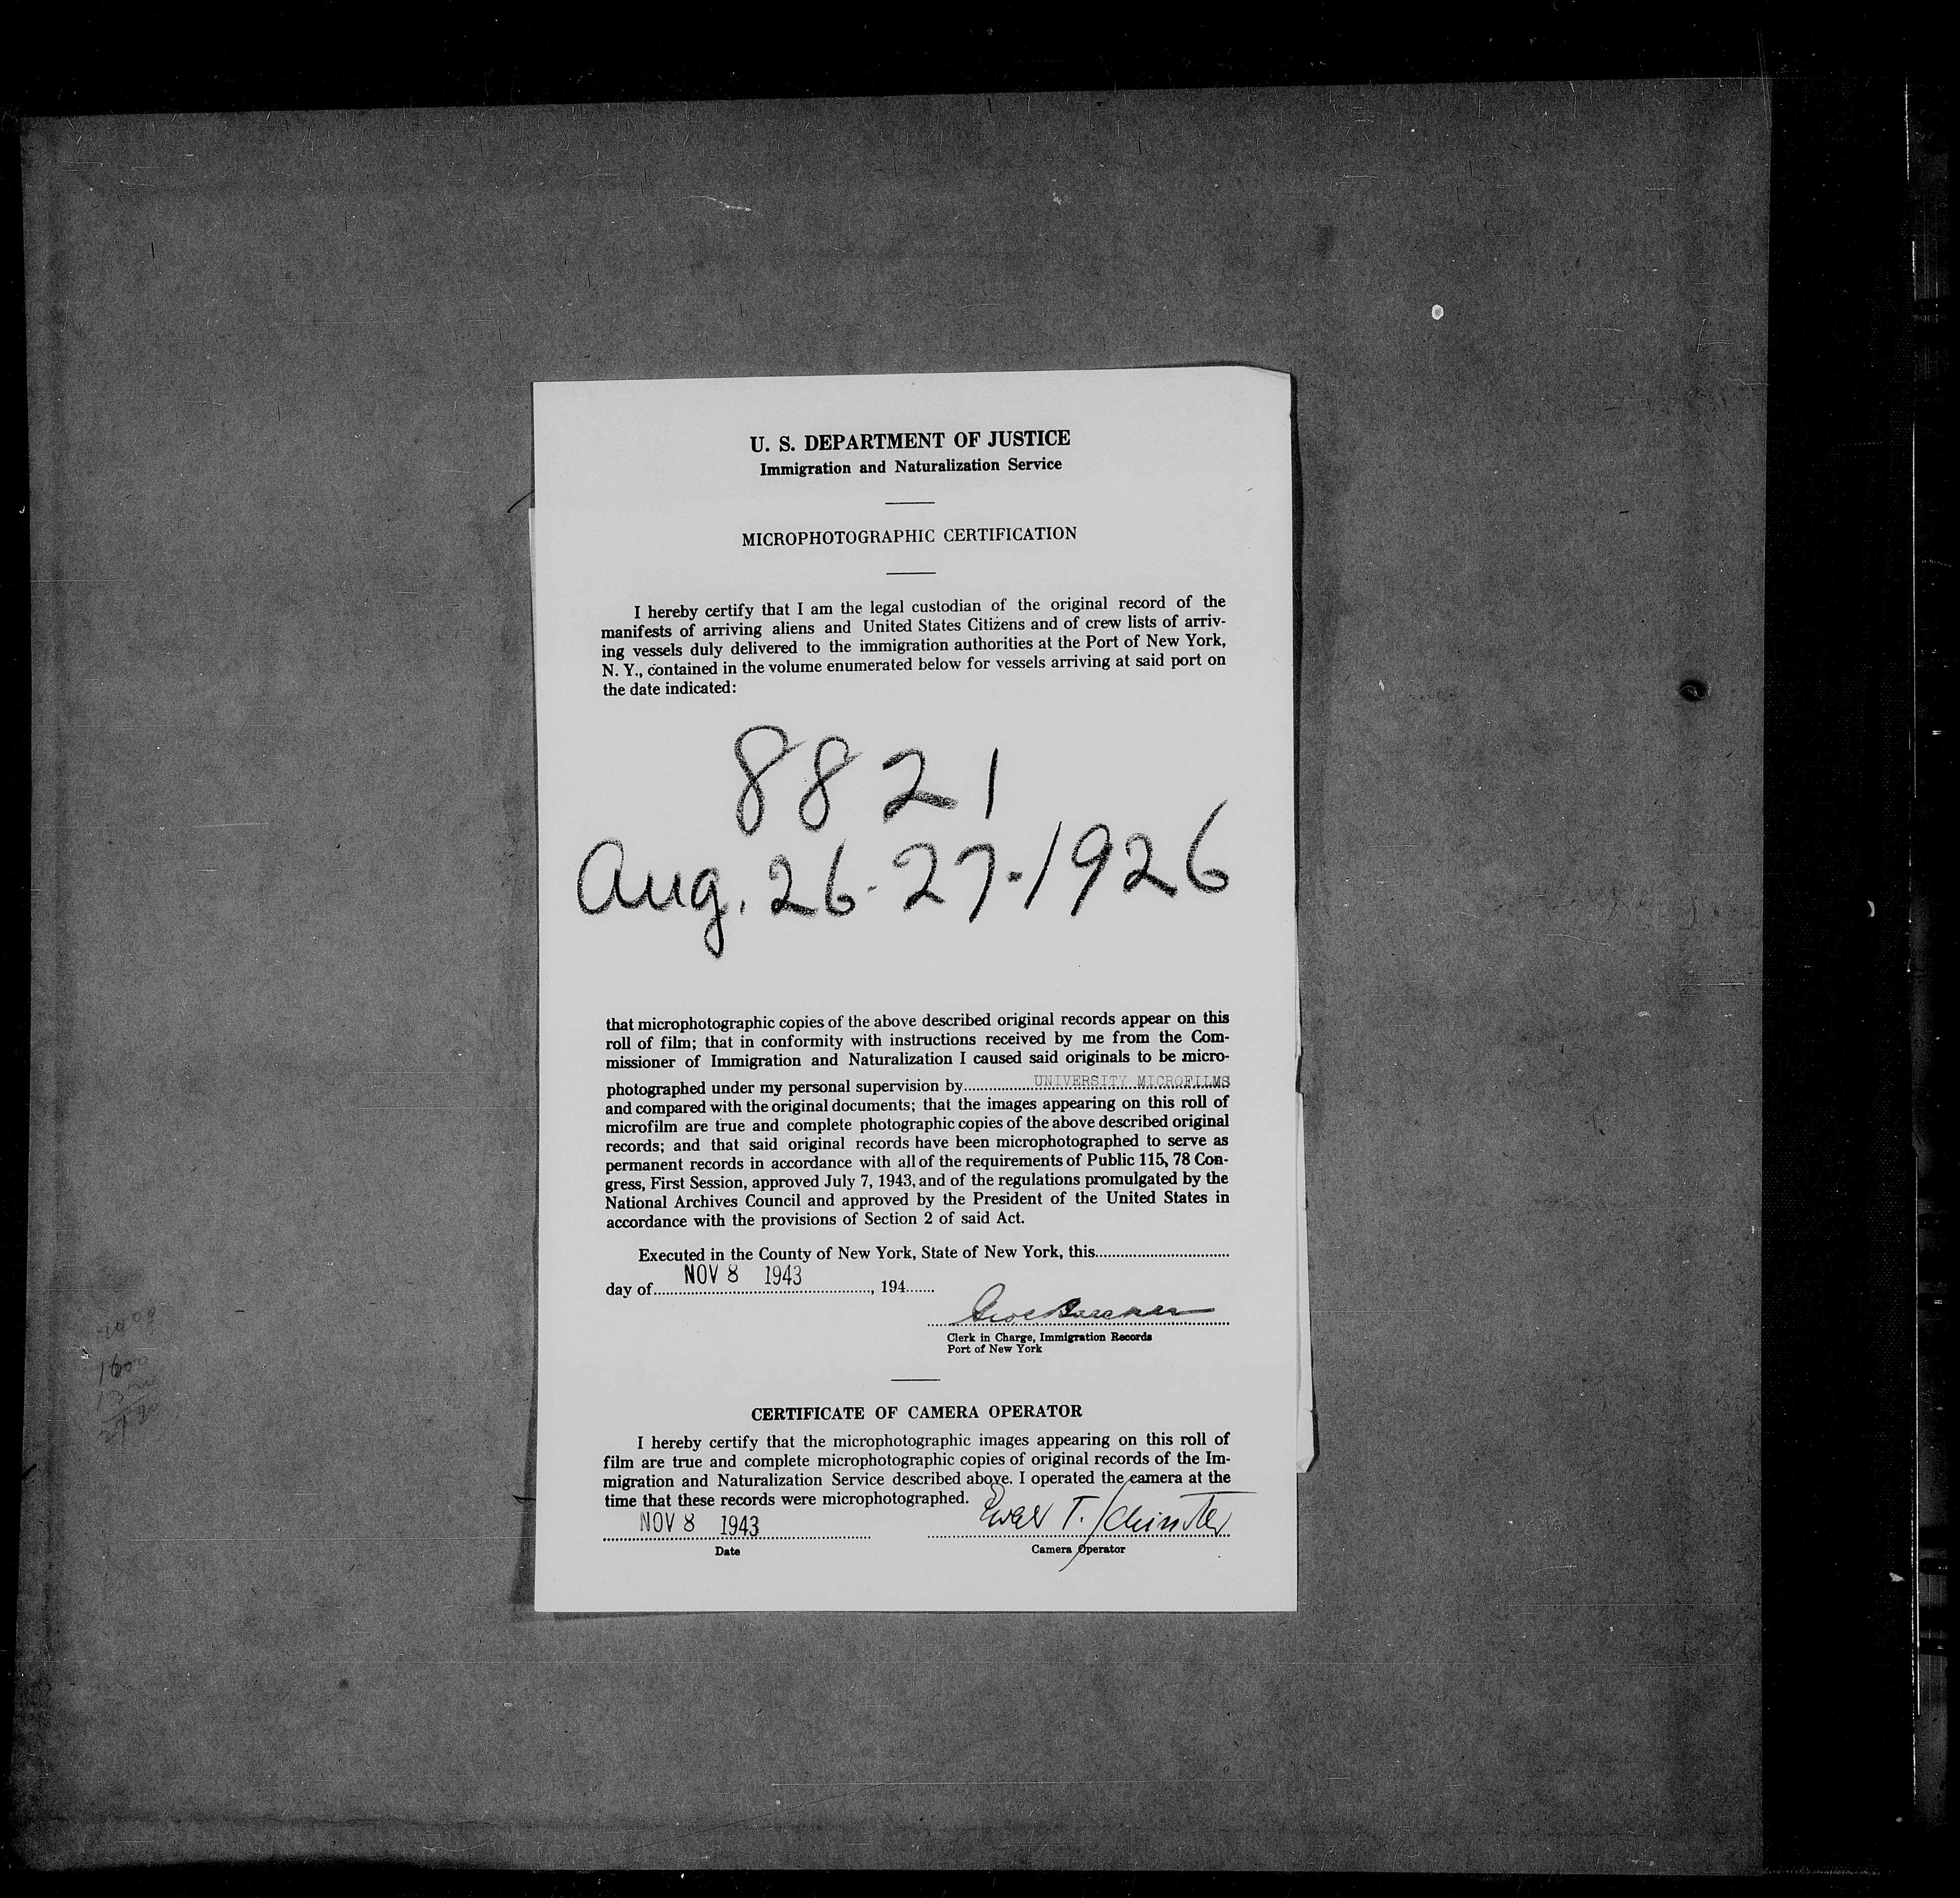 U. S. DEPARTMENT OF JUSTICE
Immigration and Naturalization Service
MICROPHOTOGRAPHIC CERTIFICATION
I hereby certify that I am the legal custodian of the original record of the
manifests of arriving aliens and United States Citizens and of crew lists of arriv-
ing vessels duly delivered to the immigration authorities at the Port of New York,
N. Y., contained in the volume enumerated below for vessels arriving at said port on
the date indicated:
8821
Aug. 26-27-1926
that microphotographic copies of the above described original records appear on this
roll of film; that in conformity with instructions received by me from the Com-
missioner of Immigration and Naturalization I caused said originals to be micro-
photographed under my personal supervision by UNIVERSITY MICROFILMS
and compared with the original documents; that the images appearing on this roll of
microfilm are true and complete photographic copies of the above described original
records; and that said original records have been microphotographed to serve as
permanent records in accordance with all of the requirements of Public 115, 78 Con-
gress, First Session, approved July 7, 1943, and of the regulations promulgated by the
National Archives Council and approved by the President of the United States in
accordance with the provisions of Section 2 of said Act.
Executed in the County of New York, State of New York, this
day of NOV 8 1943, 194
Clerk in Charge, Immigration Records
Port of New York
CERTIFICATE OF CAMERA OPERATOR
I hereby certify that the microphotographic images appearing on this roll of
film are true and complete microphotographic copies of original records of the Im-
migration and Naturalization Service described above. I operated the camera at the
time that these records were microphotographed.
NOV 8 1943 T.
Date Camera Operator